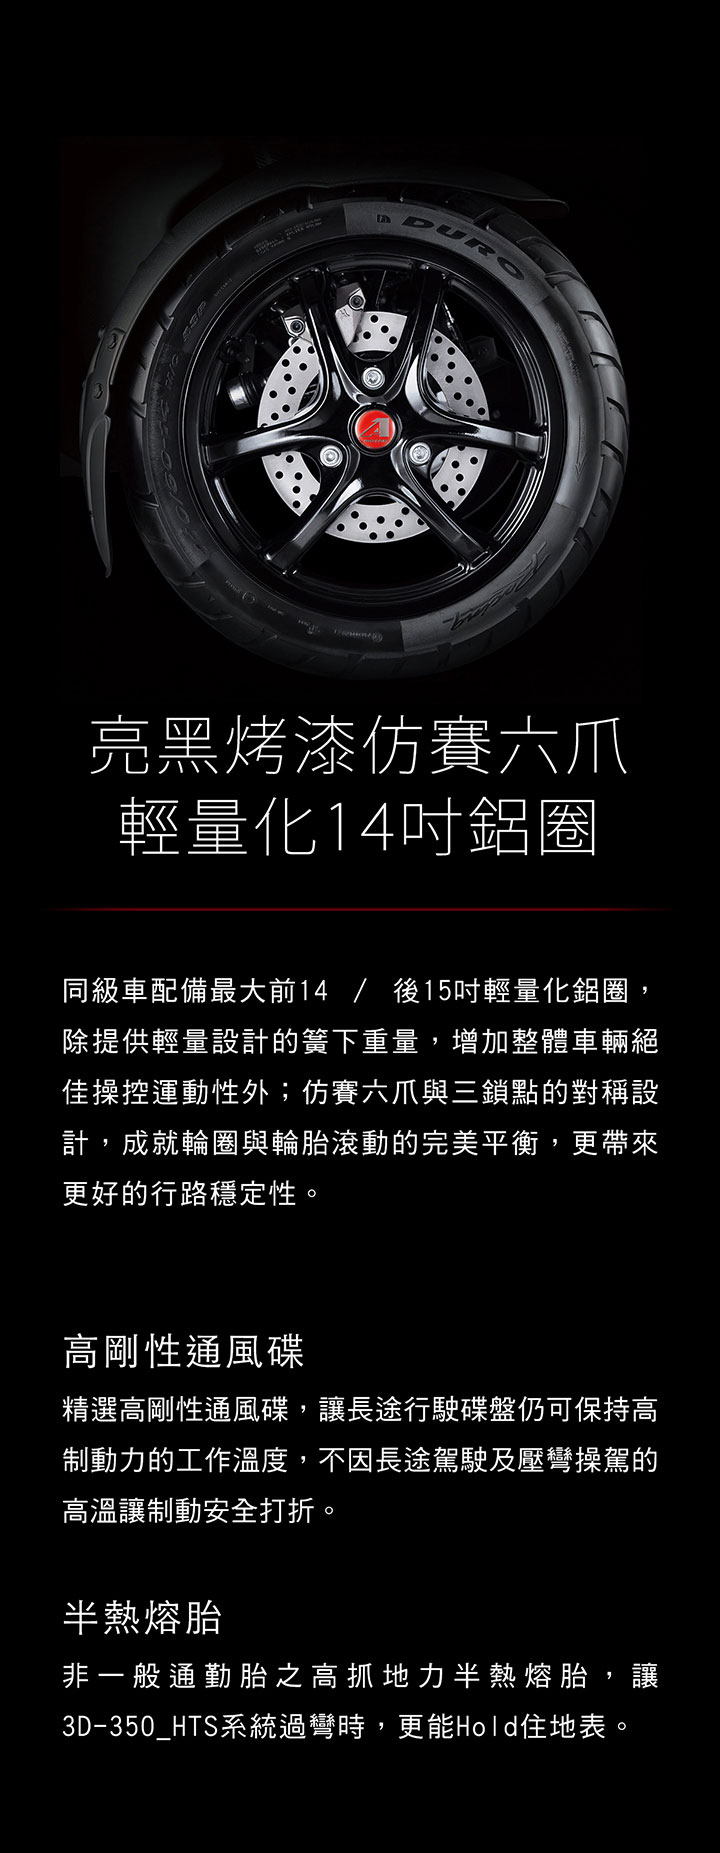 DURO
Racing
亮黑烤漆仿賽六爪
輕量化14吋鋁圈
同級車配備最大前14 / 後15吋輕量化鋁圈，
除提供輕量設計的簧下重量，增加整體車輛絕
佳操控運動性外；仿賽六爪與三鎖點的對稱設
計，成就輪圈與輪胎滾動的完美平衡，更帶來
更好的行路穩定性。
高剛性通風碟
精選高剛性通風碟，讓長途行駛碟盤仍可保持高
制動力的工作溫度，不因長途駕駛及壓彎操駕的
高溫讓制動安全打折。
半熱熔胎
非一般通勤胎之高抓地力半熱熔胎，讓
3D-350_HTS系統過彎時，更能Hold住地表。